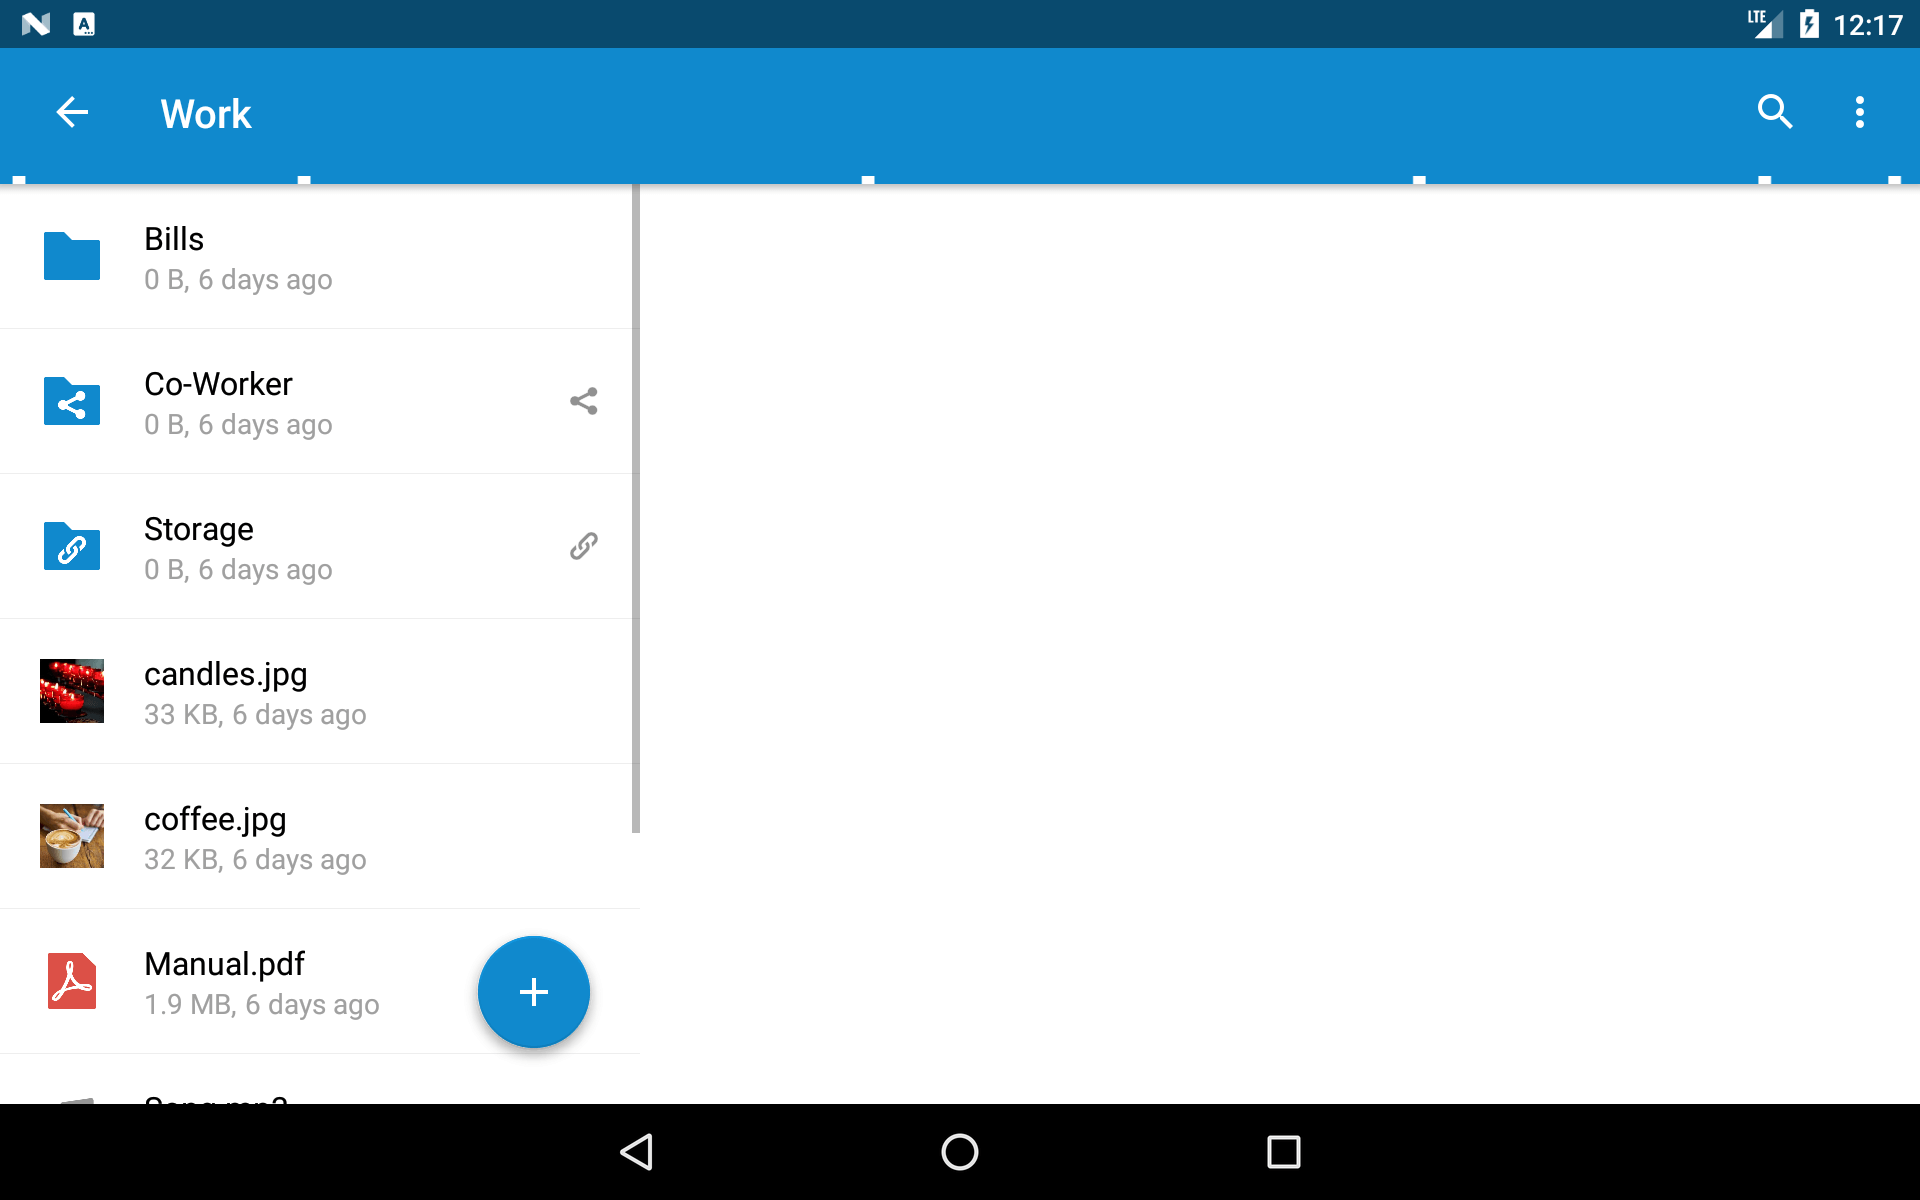 LTE 12:17
Work
Bills
0 B, 6 days ago
Co-Worker
0 B, 6 days ago
Storage
0 B, 6 days ago
candles.jpg
33 KB, 6 days ago
coffee.jpg
32 KB, 6 days ago
Manual.pdf
1.9 MB, 6 days ago
Song.mp3